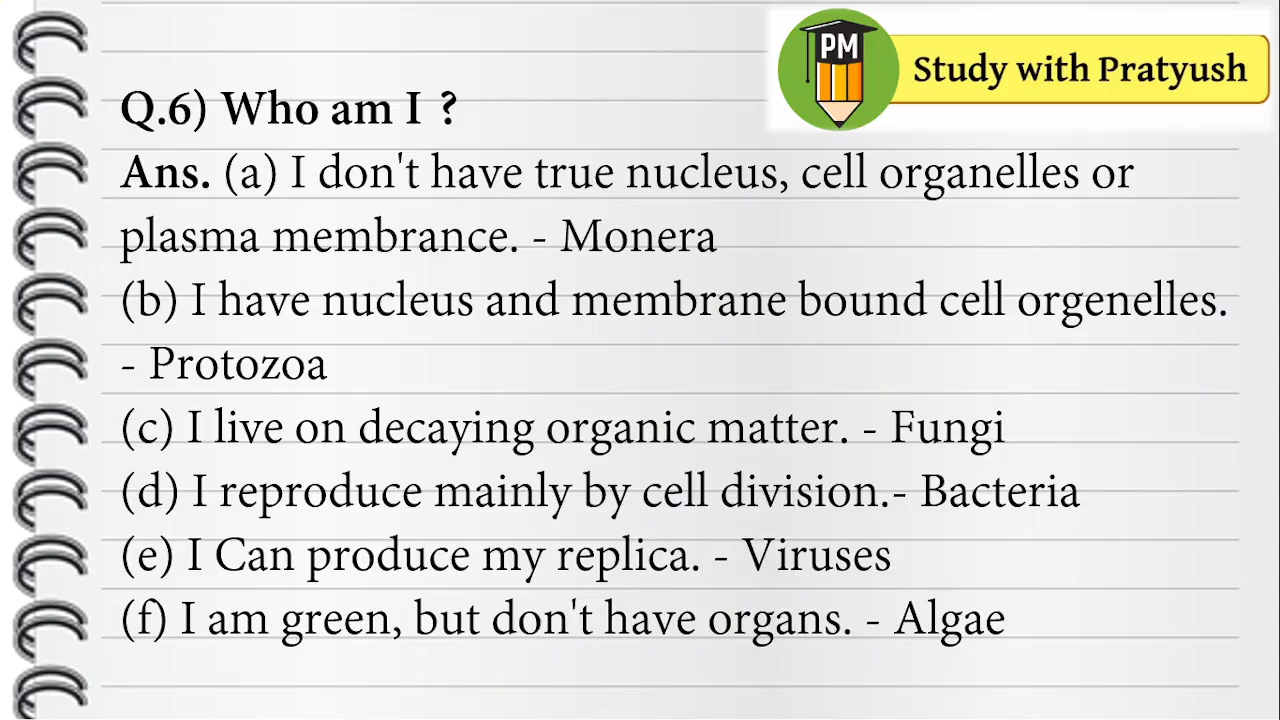 PM
Study with Pratyush
Q.6) Who am I ?
Ans. (a) I don't have true nucleus, cell organelles or
plasma membrance. - Monera
(b) I have nucleus and membrane bound cell orgenelles.
- Protozoa
(c) I live on decaying organic matter. - Fungi
(d) I reproduce mainly by cell division.- Bacteria
(e) I Can produce my replica. - Viruses
(f) I am green, but don't have organs. - Algae